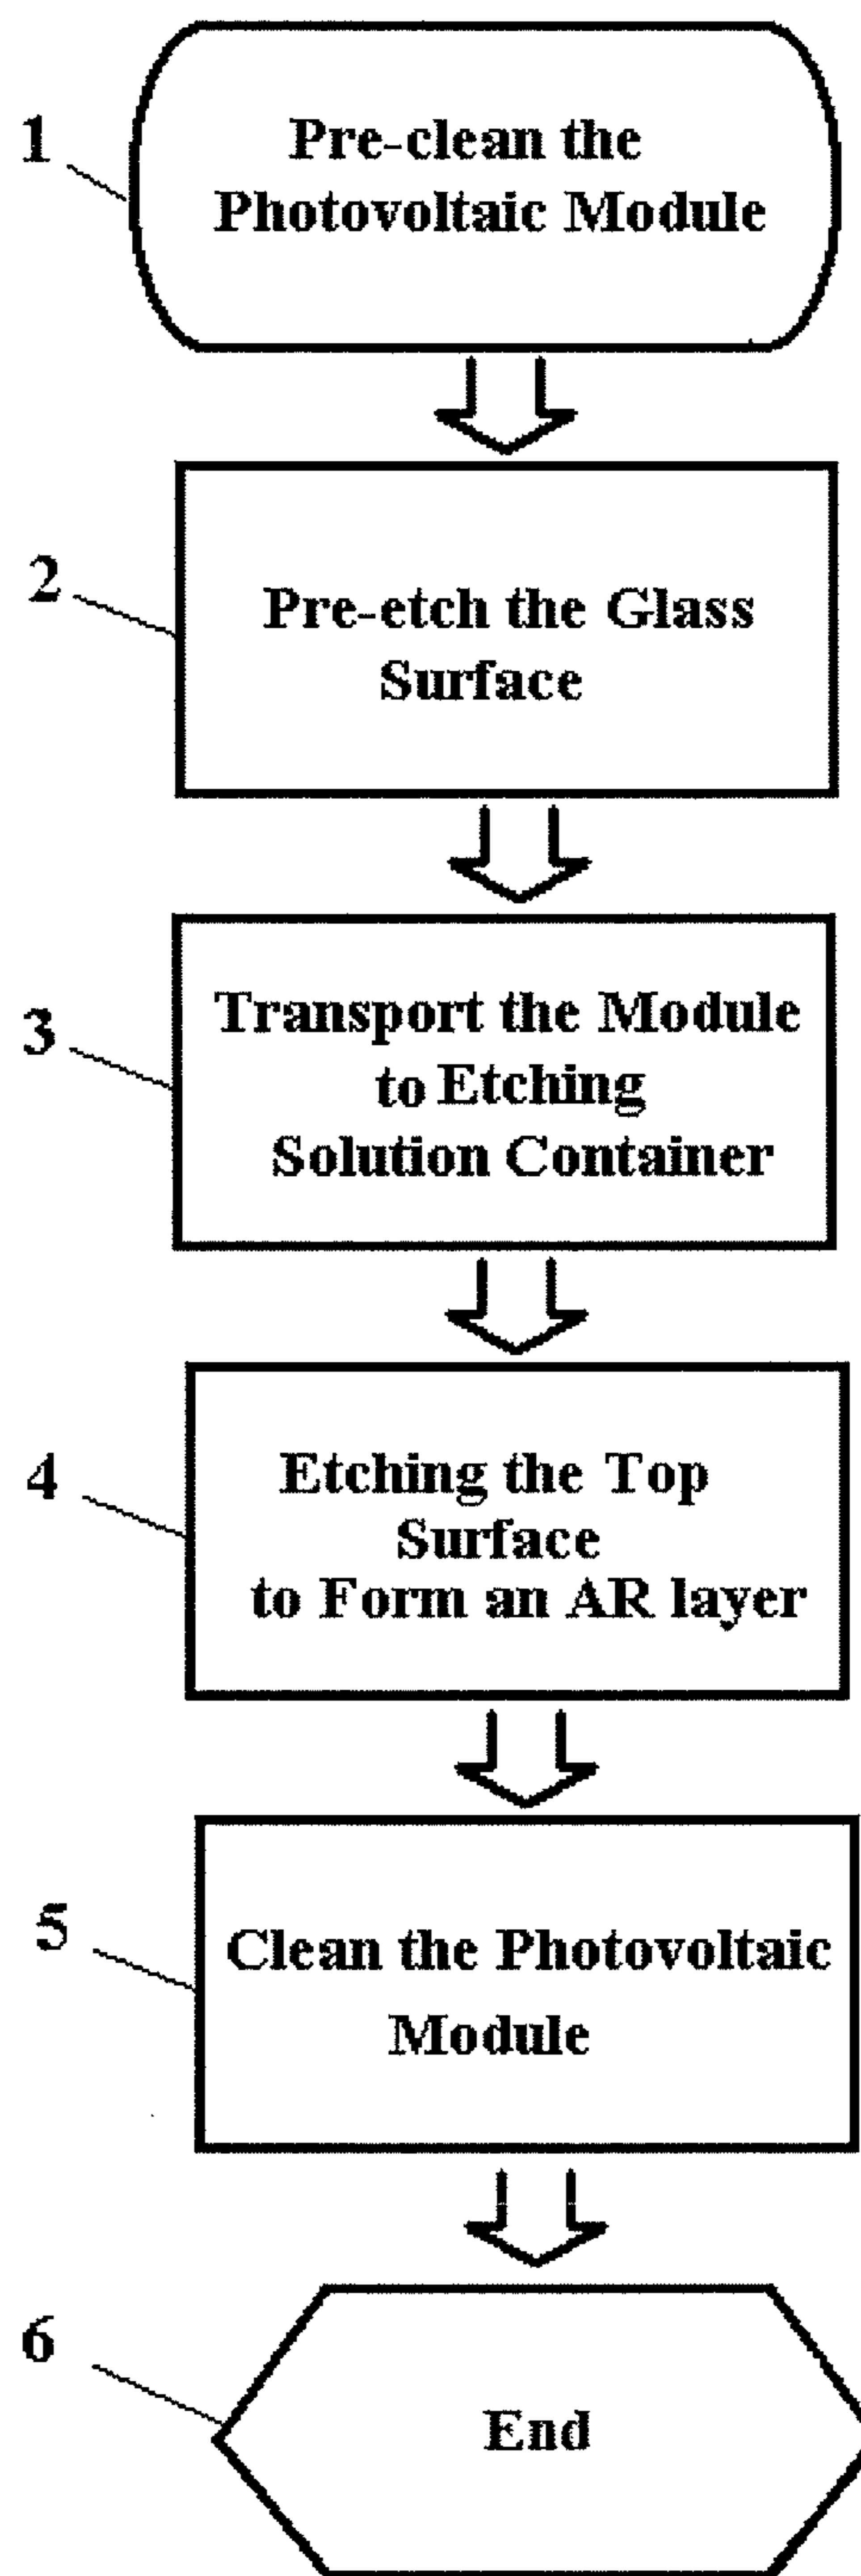 1
Pre-clean the
Photovoltaic Module
2
Pre-etch the Glass
Surface
3
Transport the Module
to Etching
Solution Container
4
Etching the Top
Surface
to Form an AR layer
5
Clean the Photovoltaic
Module
6
End